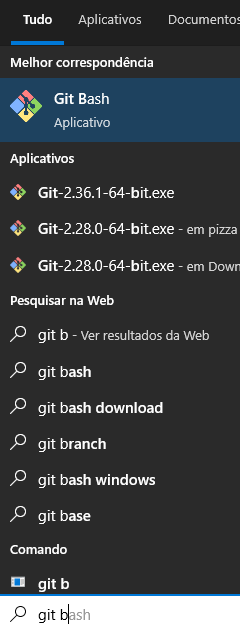 Tudo Aplicativos Documentos
Melhor correspondência
Git Bash
Aplicativo
Aplicativos
Git-2.36.1-64-bit.exe
Git-2.28.0-64-bit.exe - em pizza
Git-2.28.0-64-bit.exe - em Down
Pesquisar na Web
git b - Ver resultados da Web
git bash
git bash download
git branch
git bash windows
git base
Comando
git b
git bash